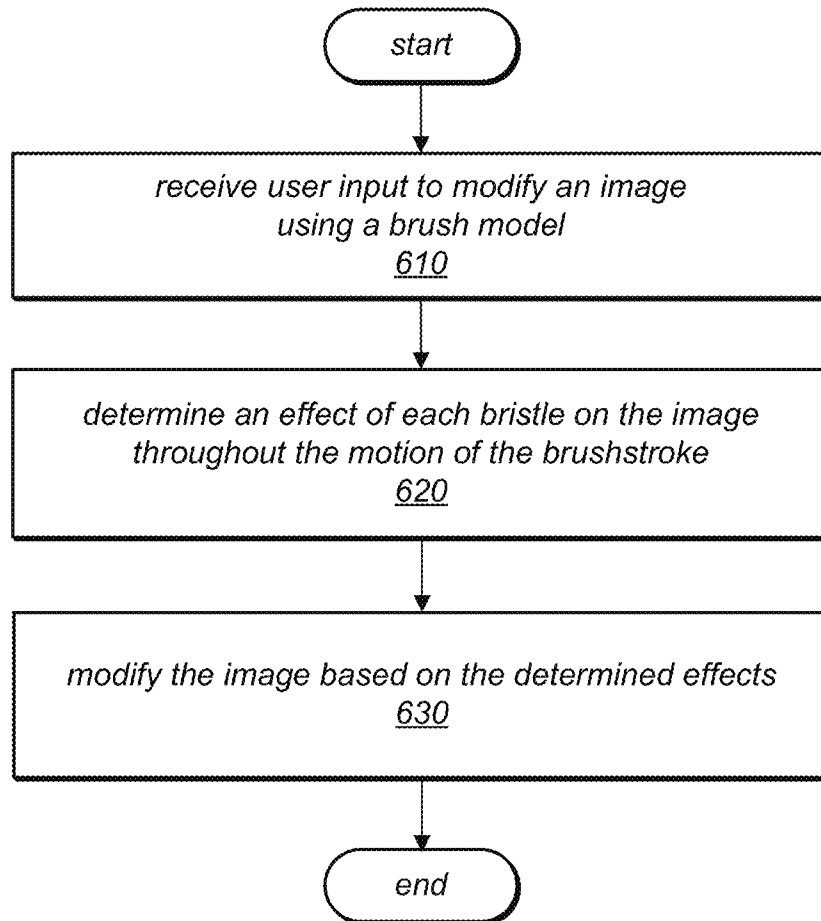 start
receive user input to modify an image
using a brush model
610
determine an effect of each bristle on the image
throughout the motion of the brushstroke
620
modify the image based on the determined effects
630
end